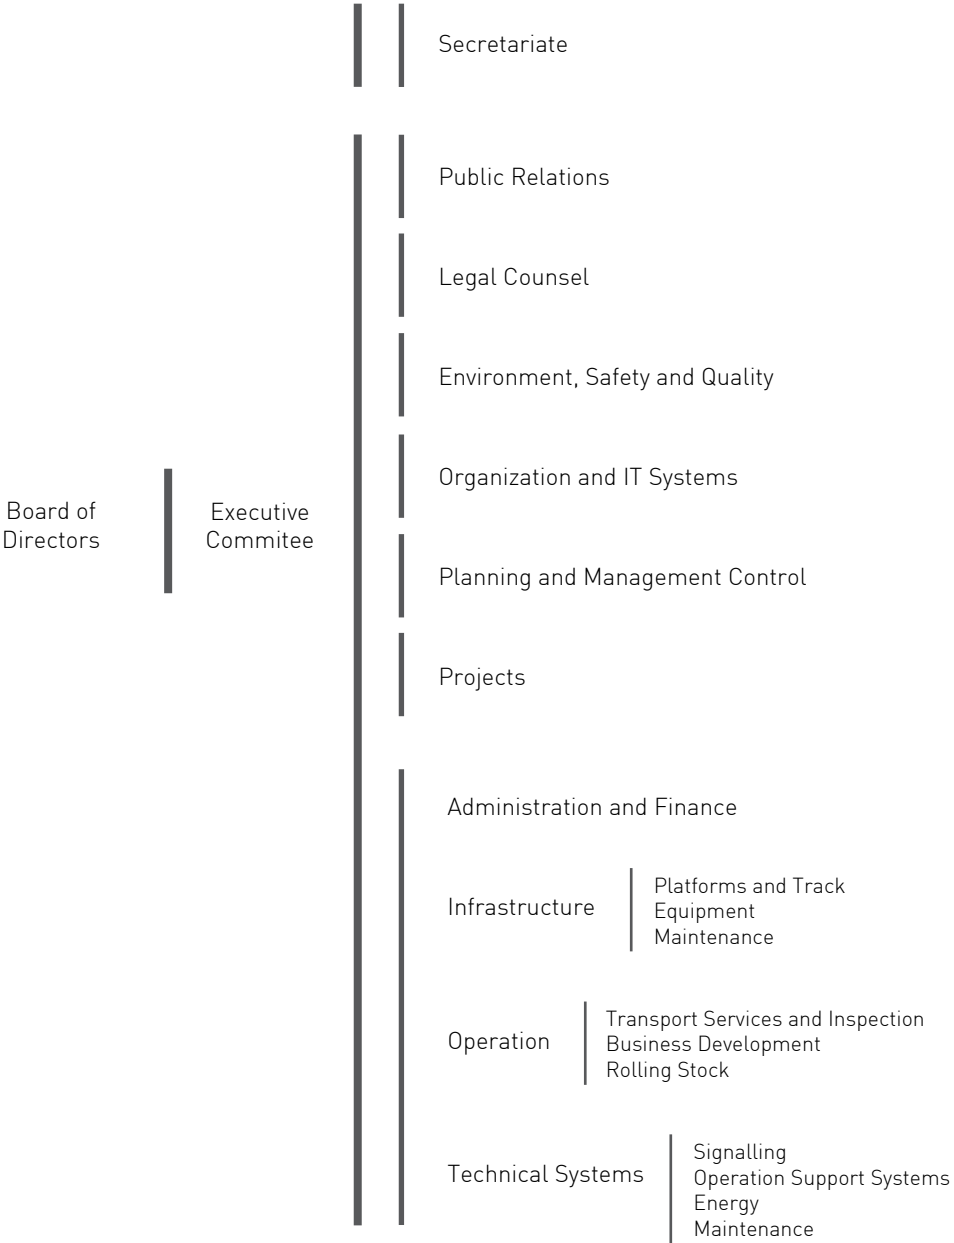 Secretariate
Public Relations
Legal Counsel
Environment, Safety and Quality
Organization and IT Systems
Board of
Directors
Executive
Commitee
Planning and Management Control
Projects
Administration and Finance
Infrastructure
Platforms and Track
Equipment
Maintenance
Operation
Transport Services and Inspection
Business Development
Rolling Stock
Technical Systems
Signalling
Operation Support Systems
Energy
Maintenance